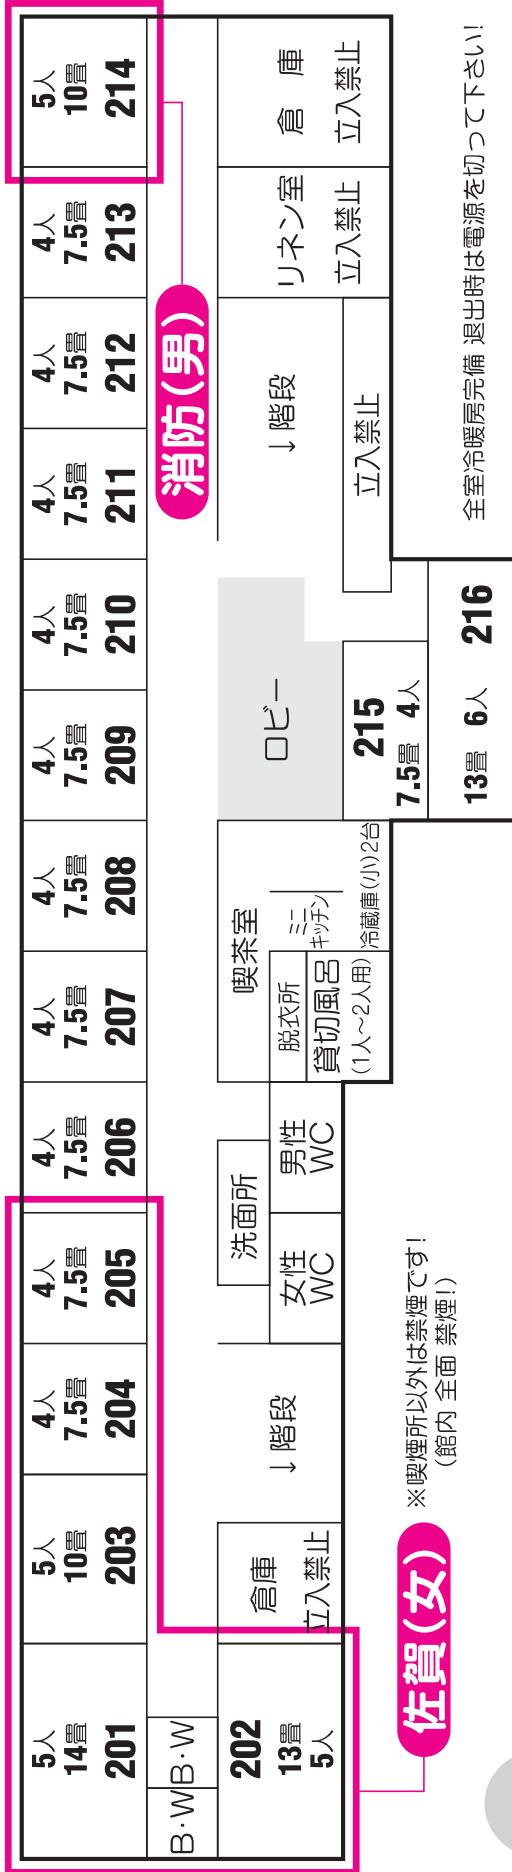 5人
14畳
201
5人
10畳
203
4人
7.5畳
204
4人
7.5畳
205
4人
7.5畳
206
4人
7.5畳
207
4人
7.5畳
208
4人
7.5畳
209
4人
7.5畳
210
4人
7.5畳
211
4人
7.5畳
212
4人
7.5畳
213
5人
10畳
214
B・W
B・W
消防(男)
202
13畳
5人
倉庫
立入禁止
↓階段
洗面所
女性
WC
男性
WC
喫茶室
脱衣所
貸切風呂
(1人〜2人用)
ミニ
キッチン
冷蔵庫(小)2台
ロビー
↓階段
立入禁止
リネン室
立入禁止
倉庫
立入禁止
215
7.5畳 4人
216
13畳 6人
佐賀(女)
※喫煙所以外は禁煙です!
(館内 全面 禁煙!)
全室冷暖房完備 退出時は電源を切って下さい!